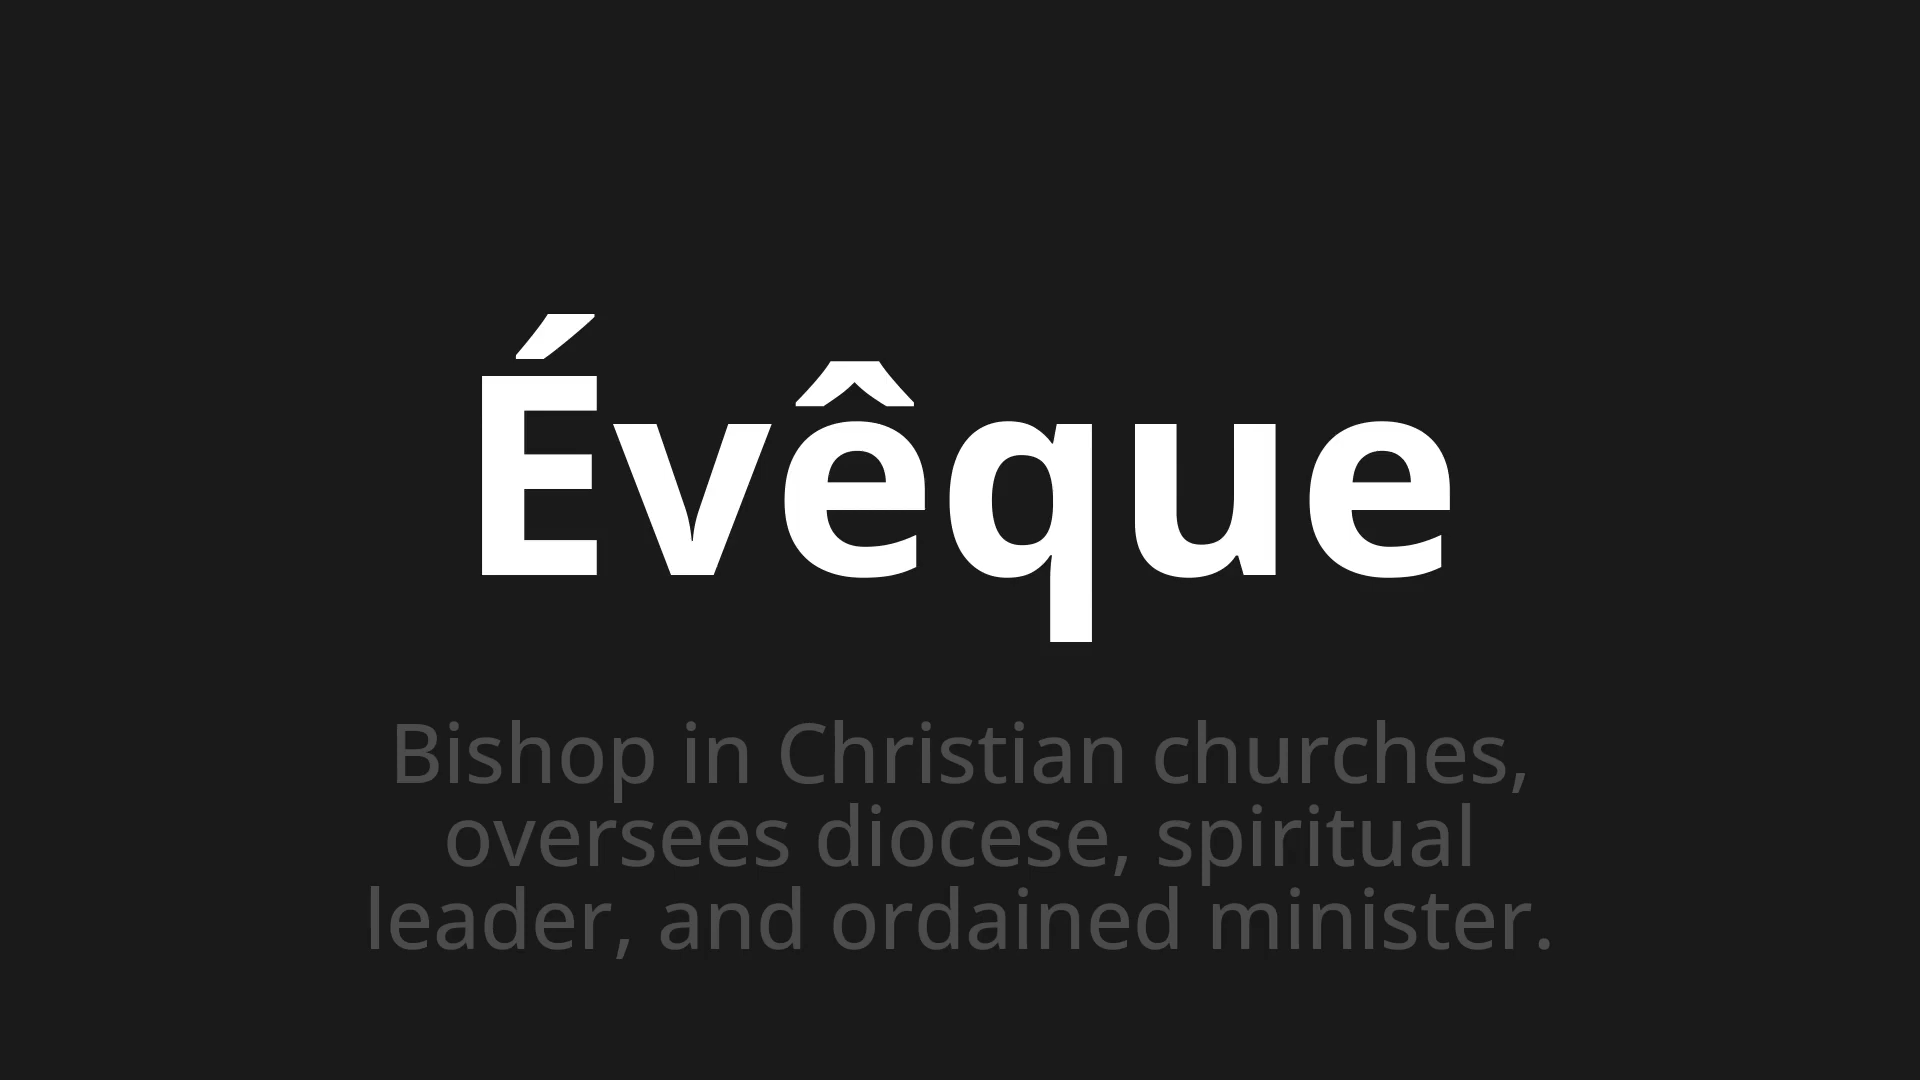 Évêque
Bishop in Christian churches,
oversees diocese, spiritual
leader, and ordained minister.